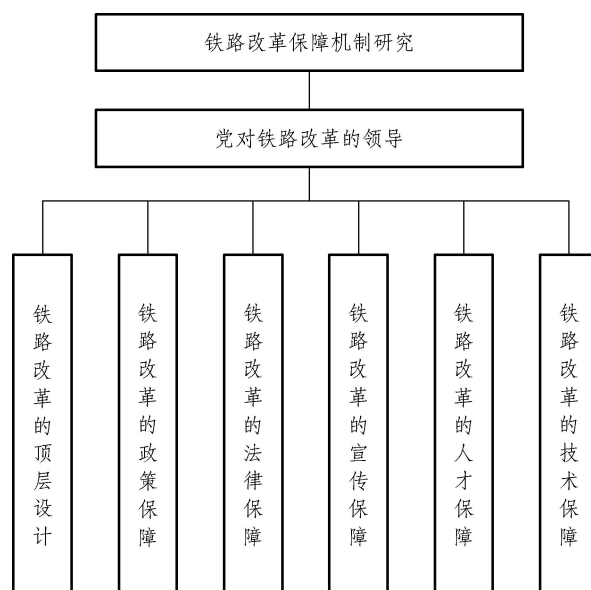 铁路改革保障机制研究
党对铁路改革的领导
铁路改革的顶层设计
铁路改革的政策保障
铁路改革的法律保障
铁路改革的宣传保障
铁路改革的人才保障
铁路改革的技术保障